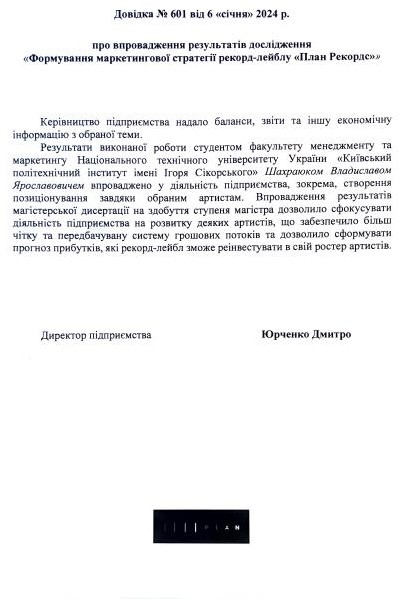 Довідка № 601 від 6 «січня» 2024 р.
про впровадження результатів дослідження
«Формування маркетингової стратегії рекорд-лейблу «План Рекордс»»
Керівництво підприємства надало баланси, звіти та іншу економічну
інформацію з обраної теми.
Результати виконаної роботи студентом факультету менеджменту та
маркетингу Національного технічного університету України «Київський
політехнічний інститут імені Ігоря Сікорського» Шахраюком Владиславом
Ярославовичем впроваджено у діяльність підприємства, зокрема, створення
позиціонування завдяки обраним артистам. Впровадження результатів
магістерської дисертації на здобуття ступеня магістра дозволило сфокусувати
діяльність підприємства на розвитку деяких артистів, що забезпечило більш
чітку та передбачувану систему грошових потоків та дозволило сформувати
прогноз прибутків, які рекорд-лейбл зможе реінвестувати в свій ростер артистів.
Директор підприємства Юрченко Дмитро
PLAN